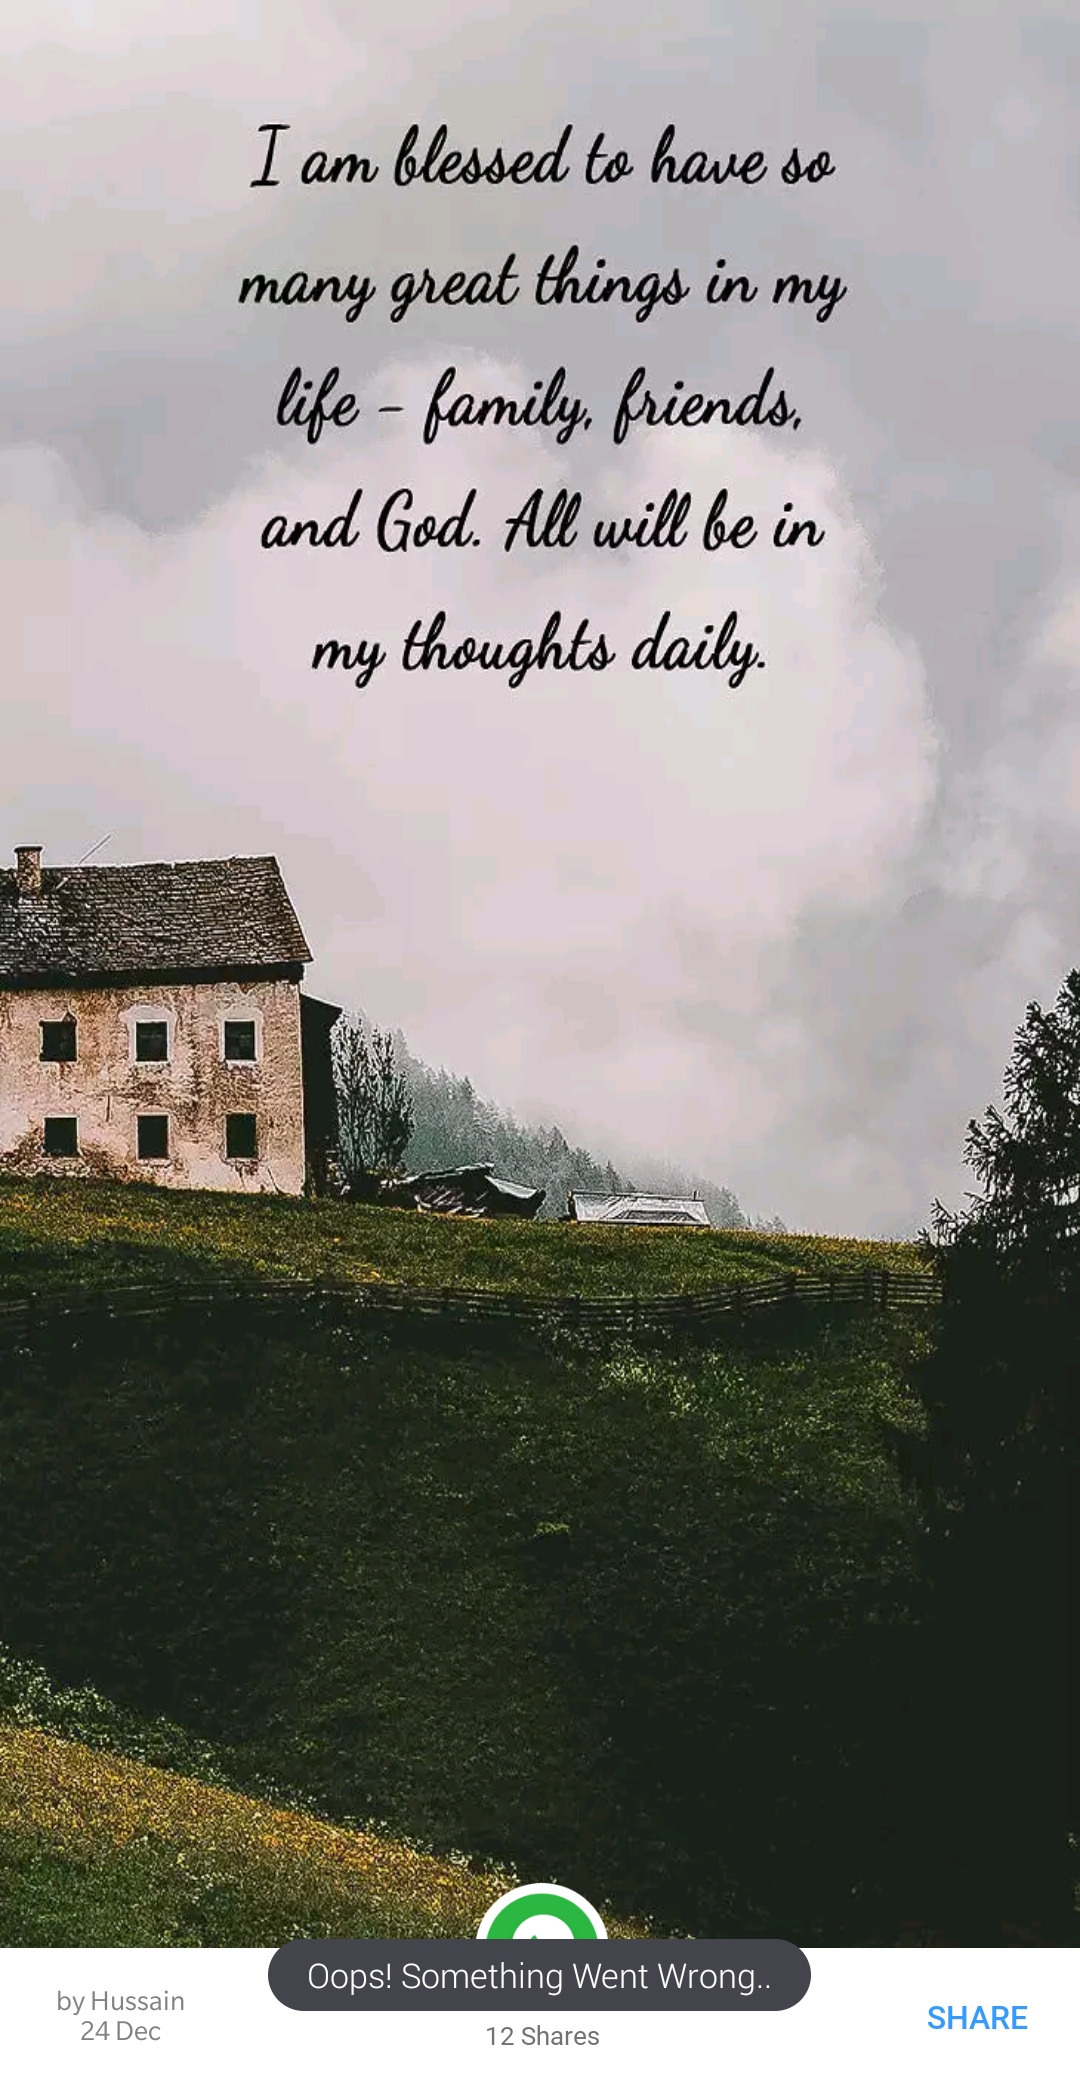 I am blessed to have so
many great things in my
life - family, friends,
and God. All will be in
my thoughts daily.
Oops! Something Went Wrong..
by Hussain
24 Dec
12 Shares
SHARE